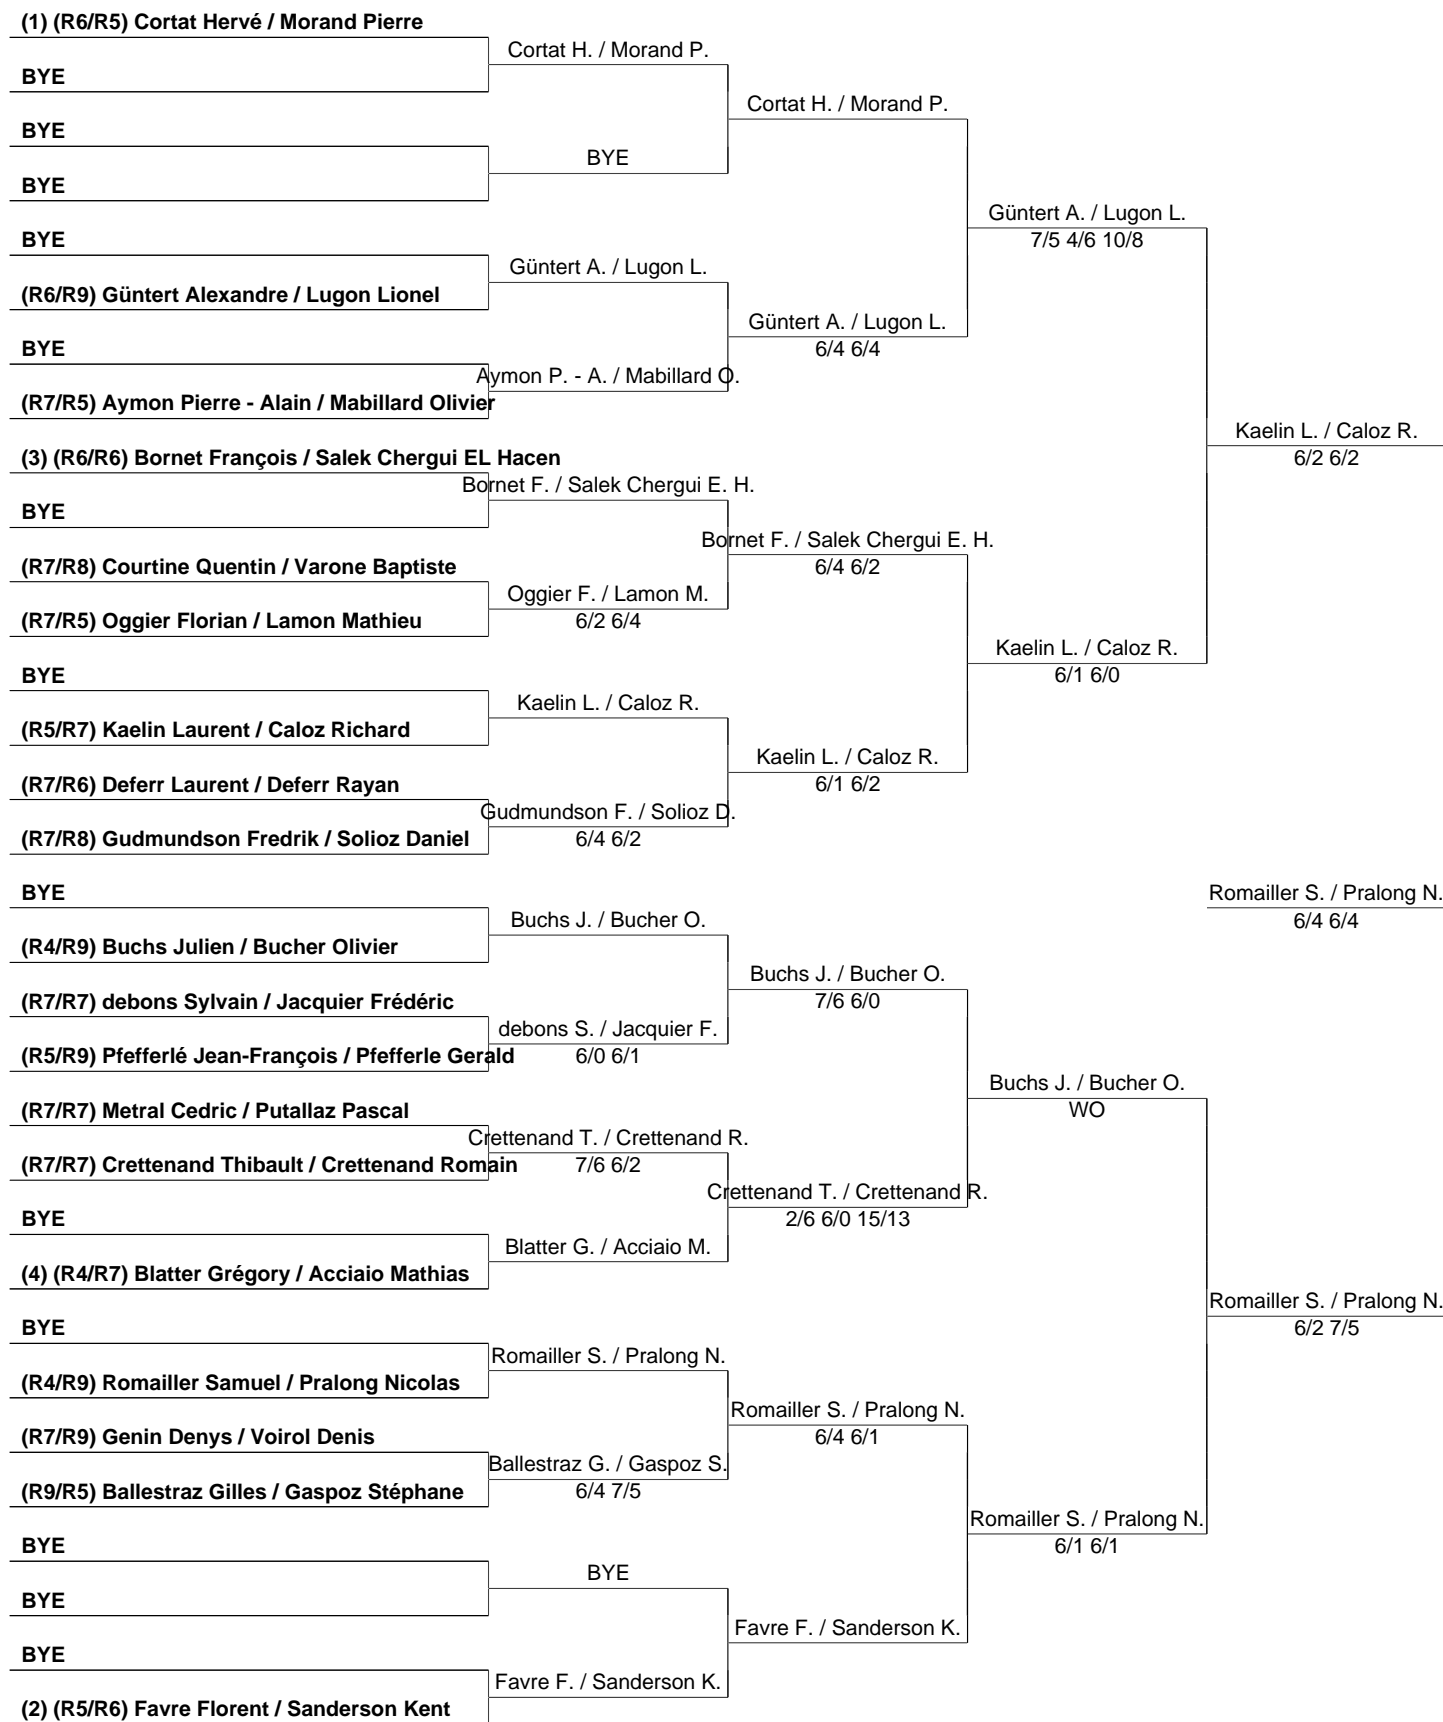 (1) (R6/R5) Cortat Hervé / Morand Pierre
Cortat H. / Morand P.
BYE
Cortat H. / Morand P.
BYE
BYE
BYE
Güntert A. / Lugon L.
7/5 4/6 10/8
BYE
Güntert A. / Lugon L.
(R6/R9) Güntert Alexandre / Lugon Lionel
Güntert A. / Lugon L.
6/4 6/4
BYE
Aymon P. - A. / Mabillard O.
(R7/R5) Aymon Pierre - Alain / Mabillard Olivier
Kaelin L. / Caloz R.
6/2 6/2
(3) (R6/R6) Bornet François / Salek Chergui EL Hacen
Bornet F. / Salek Chergui E. H.
BYE
Bornet F. / Salek Chergui E. H.
6/4 6/2
(R7/R8) Courtine Quentin / Varone Baptiste
Oggier F. / Lamon M.
6/2 6/4
(R7/R5) Oggier Florian / Lamon Mathieu
Kaelin L. / Caloz R.
6/1 6/0
BYE
Kaelin L. / Caloz R.
(R5/R7) Kaelin Laurent / Caloz Richard
Kaelin L. / Caloz R.
6/1 6/2
(R7/R6) Deferr Laurent / Deferr Rayan
Gudmundson F. / Solioz D.
6/4 6/2
(R7/R8) Gudmundson Fredrik / Solioz Daniel
BYE
Romailler S. / Pralong N.
6/4 6/4
Buchs J. / Bucher O.
(R4/R9) Buchs Julien / Bucher Olivier
Buchs J. / Bucher O.
7/6 6/0
(R7/R7) debons Sylvain / Jacquier Frédéric
debons S. / Jacquier F.
6/0 6/1
(R5/R9) Pfefferlé Jean-François / Pfefferle Gerald
Buchs J. / Bucher O.
WO
(R7/R7) Metral Cedric / Putallaz Pascal
Crettenand T. / Crettenand R.
7/6 6/2
(R7/R7) Crettenand Thibault / Crettenand Romain
Crettenand T. / Crettenand R.
2/6 6/0 15/13
BYE
Blatter G. / Acciaio M.
(4) (R4/R7) Blatter Grégory / Acciaio Mathias
Romailler S. / Pralong N.
6/2 7/5
BYE
Romailler S. / Pralong N.
(R4/R9) Romailler Samuel / Pralong Nicolas
Romailler S. / Pralong N.
6/4 6/1
(R7/R9) Genin Denys / Voirol Denis
Ballestraz G. / Gaspoz S.
6/4 7/5
(R9/R5) Ballestraz Gilles / Gaspoz Stéphane
Romailler S. / Pralong N.
6/1 6/1
BYE
BYE
BYE
Favre F. / Sanderson K.
BYE
Favre F. / Sanderson K.
(2) (R5/R6) Favre Florent / Sanderson Kent